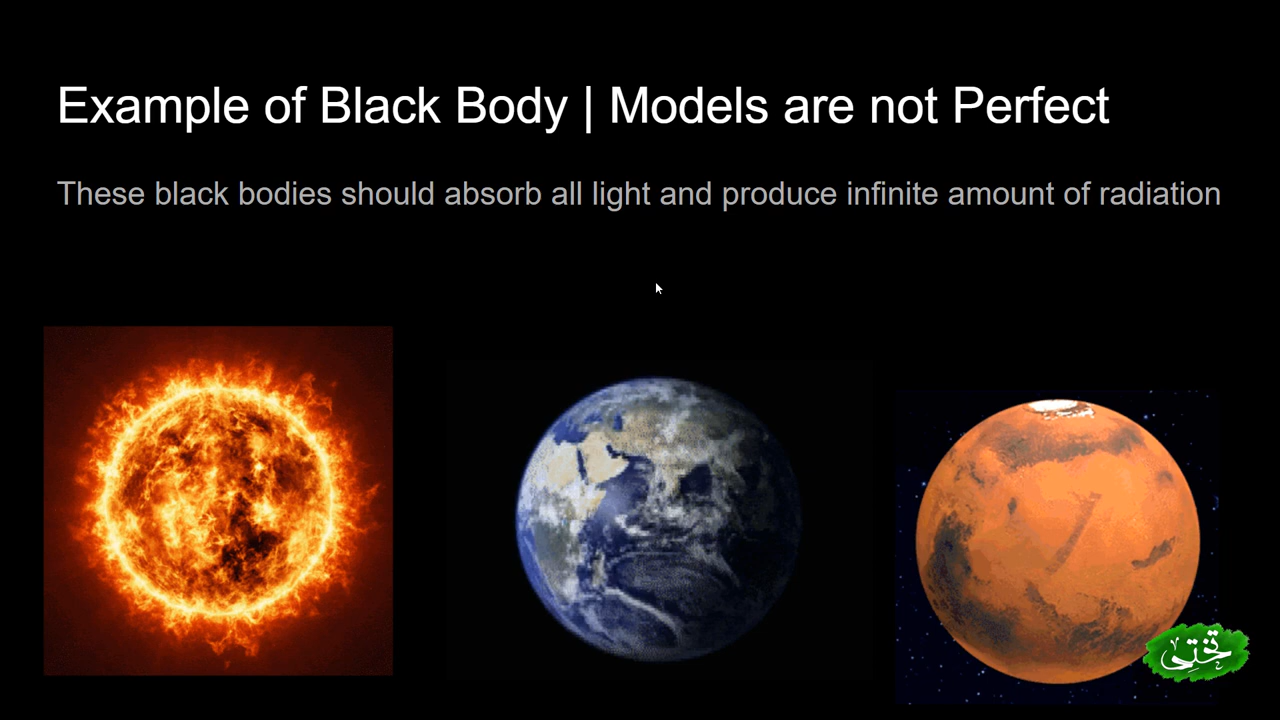 Example of Black Body | Models are not Perfect
These black bodies should absorb all light and produce infinite amount of radiation
تختی